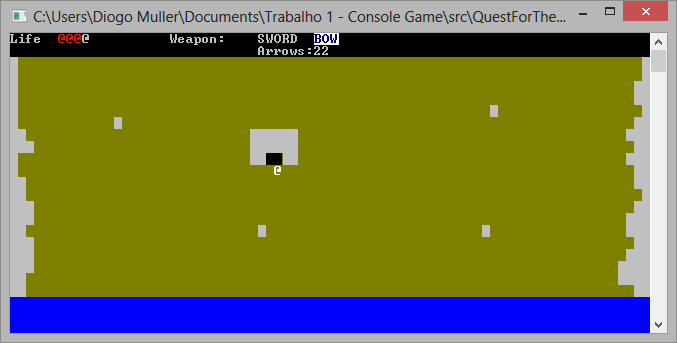 C:\Users\Diogo Muller\Documents\Trabalho 1 - Console Game\src\QuestForThe...
Life @@@@ Weapon: SWORD BOW
Arrows:22
@